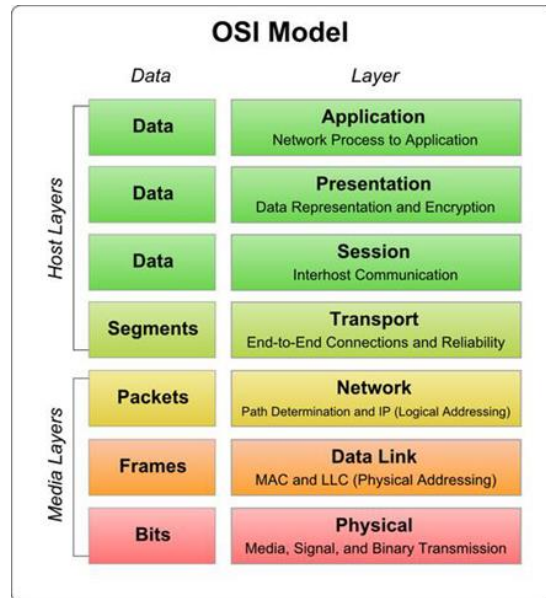 OSI Model
Data
Layer
Host Layers
Data
Application
Network Process to Application
Data
Presentation
Data Representation and Encryption
Data
Session
Interhost Communication
Segments
Transport
End-to-End Connections and Reliability
Media Layers
Packets
Network
Path Determination and IP (Logical Addressing)
Frames
Data Link
MAC and LLC (Physical Addressing)
Bits
Physical
Media, Signal, and Binary Transmission